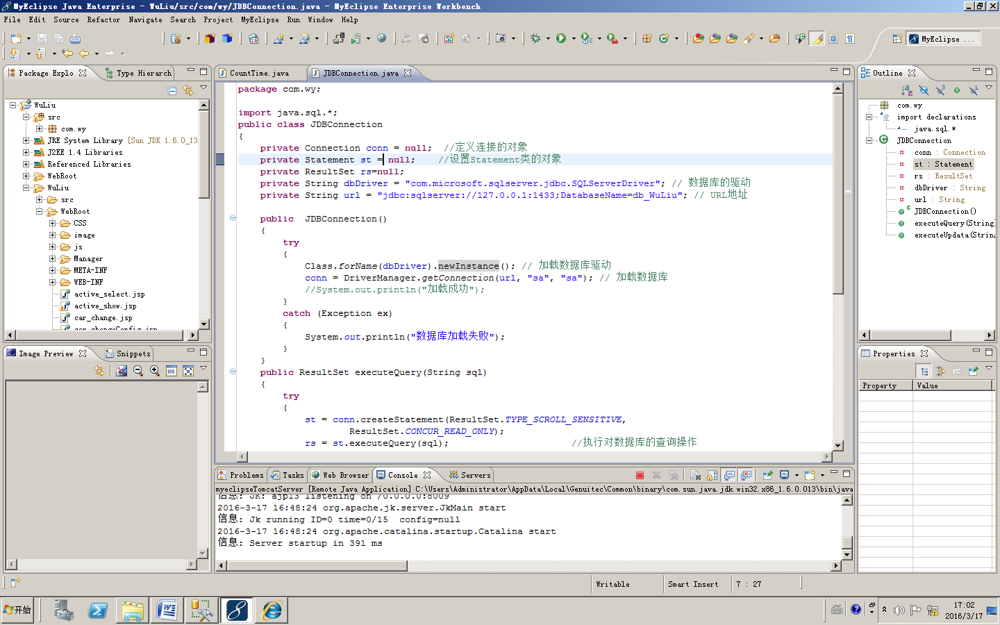 MyEclipse Java Enterprise - WuLiu/src/com/wy/JDBConnection.java - MyEclipse Enterprise Workbench
File Edit Source Refactor Navigate Search Project MyEclipse Run Window Help
MyEclipse ...
Package Explo
Type Hierarch
WuLiu
src
com.wy
JRE System Library [Sun JDK 1.6.0_13
J2EE 1.4 Libraries
Referenced Libraries
WebRoot
WuLiu
src
WebRoot
CSS
image
js
Manager
META-INF
WEB-INF
active_select.jsp
active_show.jsp
car_change.jsp
car_changeConfig.jsp
Image Preview
Snippets
CountTime.java
JDBConnection.java
package com.wy;
import java.sql.*;
public class JDBConnection
{
private Connection conn = null; //定义连接的对象
private Statement st = null; //设置Statement类的对象
private ResultSet rs=null;
private String dbDriver = "com.microsoft.sqlserver.jdbc.SQLServerDriver"; // 数据库的驱动
private String url = "jdbc:sqlserver://127.0.0.1:1433;DatabaseName=db_WuLiu"; // URL地址
public JDBConnection()
{
try
{
Class.forName(dbDriver).newInstance(); // 加载数据库驱动
conn = DriverManager.getConnection(url, "sa", "sa"); // 加载数据库
//System.out.println("加载成功");
}
catch (Exception ex)
{
System.out.println("数据库加载失败");
}
}
public ResultSet executeQuery(String sql)
{
try
{
st = conn.createStatement(ResultSet.TYPE_SCROLL_SENSITIVE,
ResultSet.CONCUR_READ_ONLY);
rs = st.executeQuery(sql); //执行对数据库的查询操作
Outline
com.wy
import declarations
java.sql.*
JDBConnection
conn : Connection
st : Statement
rs : ResultSet
dbDriver : String
url : String
JDBConnection()
executeQuery(String)
executeUpdata(Strin
Properties
Property Value
Problems Tasks Web Browser Console Servers
myeclipseTomcatServer [Remote Java Application] C:\Users\Administrator\AppData\Local\Genuitec\Common\binary\com.sun.java.jdk.win32.x86_1.6.0.013\bin\java
信息: JK: ajp13 listening on /0.0.0.0:8009
2016-3-17 16:48:24 org.apache.jk.server.JkMain start
信息: Jk running ID=0 time=0/15 config=null
2016-3-17 16:48:24 org.apache.catalina.startup.Catalina start
信息: Server startup in 391 ms
Writable
Smart Insert
7 : 27
开始
17:02
2016/3/17